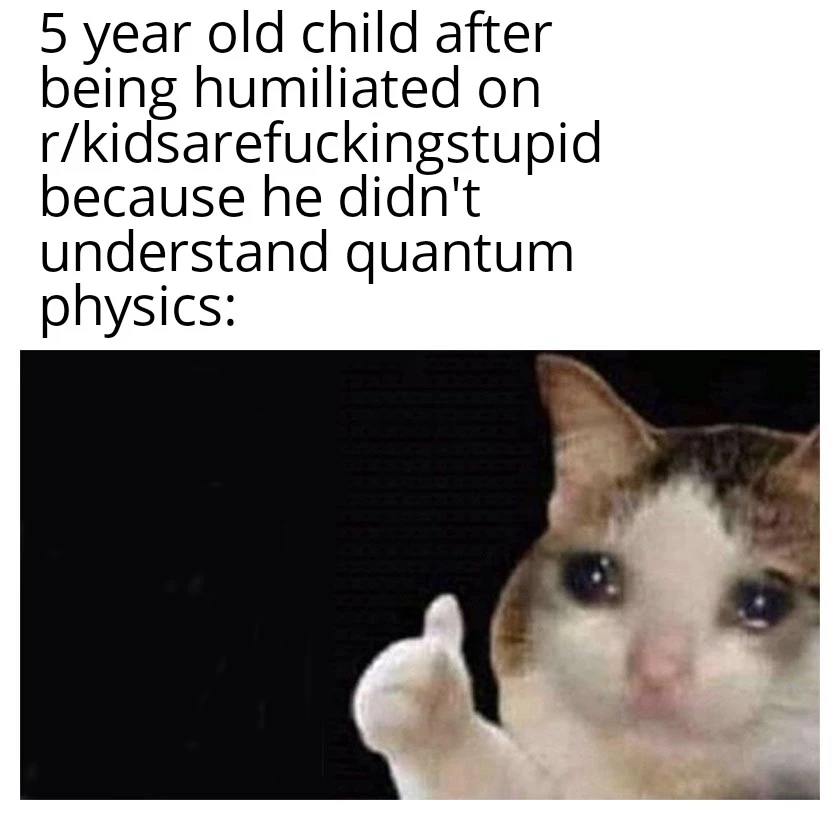 5 year old child after
being humiliated on
r/kidsarefuckingstupid
because he didn't
understand quantum
physics: